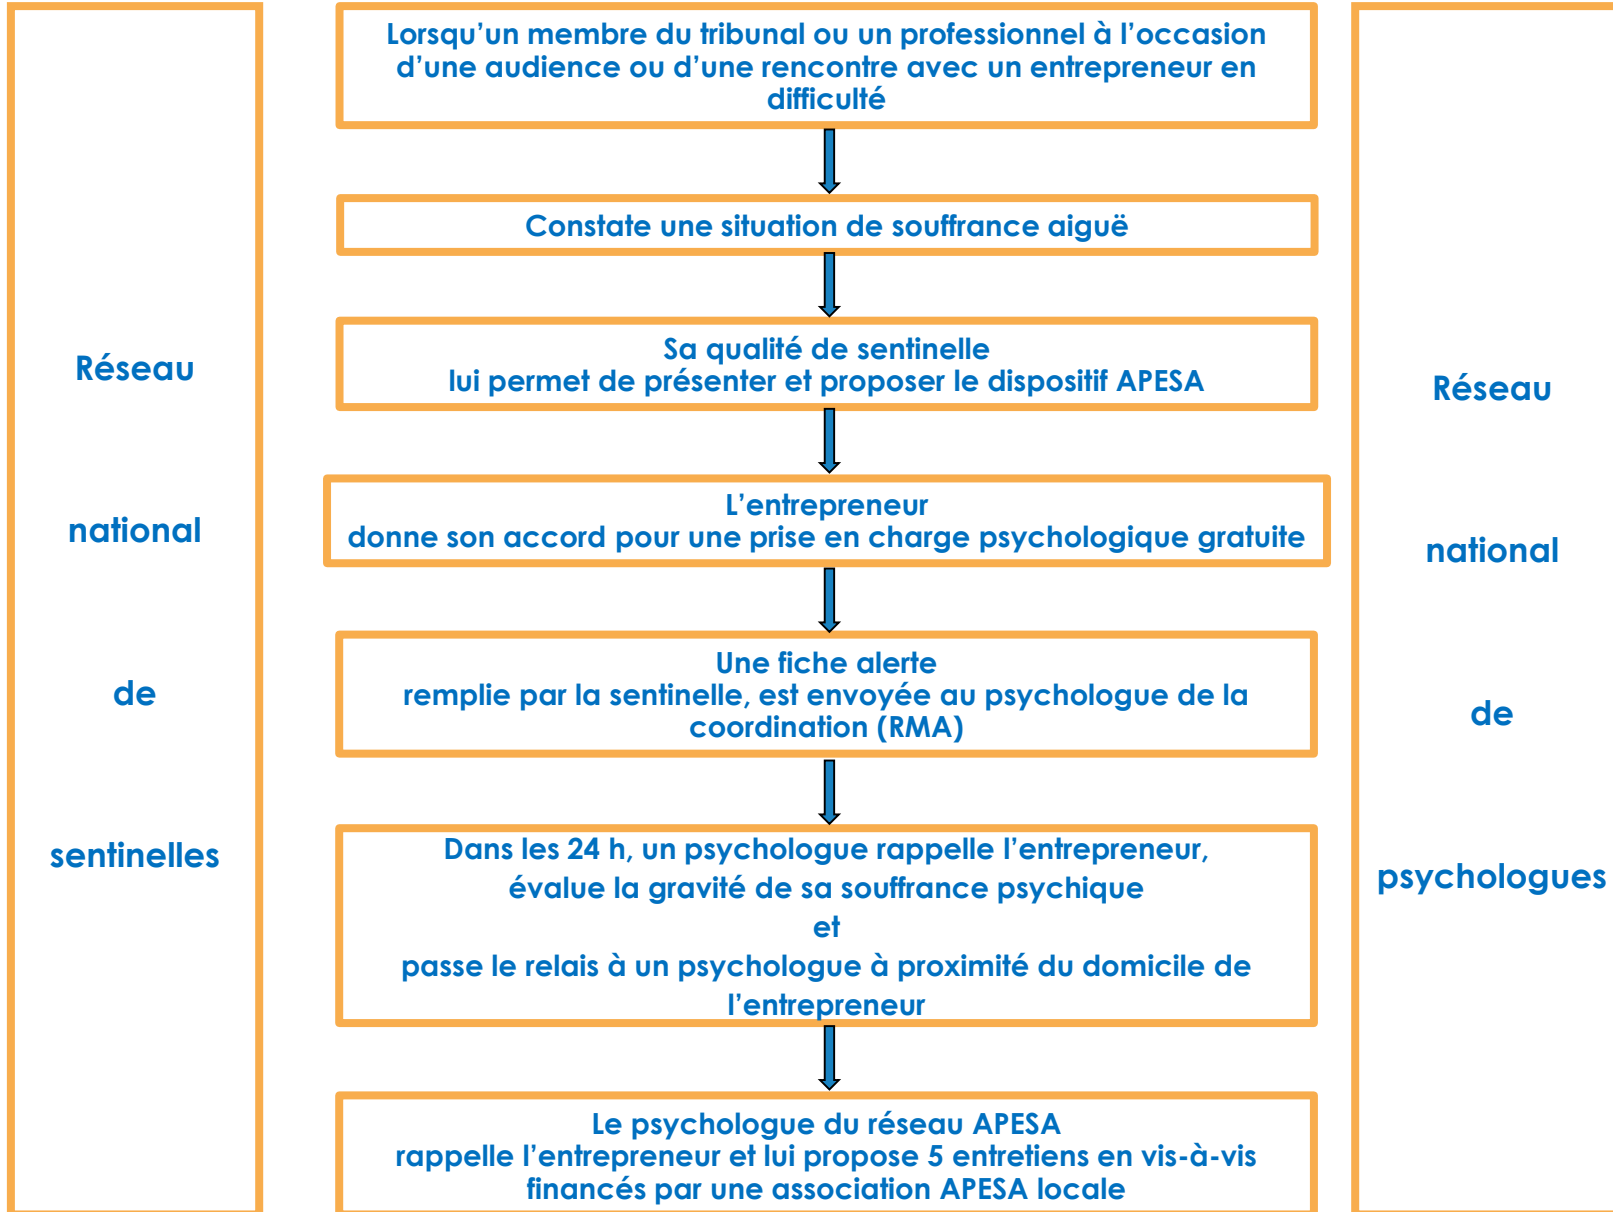 Réseau
national
de
sentinelles
Lorsqu’un membre du tribunal ou un professionnel à l’occasion
d’une audience ou d’une rencontre avec un entrepreneur en
difficulté
Constate une situation de souffrance aiguë
Sa qualité de sentinelle
lui permet de présenter et proposer le dispositif APESA
L’entrepreneur
donne son accord pour une prise en charge psychologique gratuite
Une fiche alerte
remplie par la sentinelle, est envoyée au psychologue de la
coordination (RMA)
Dans les 24 h, un psychologue rappelle l’entrepreneur,
évalue la gravité de sa souffrance psychique
et
passe le relais à un psychologue à proximité du domicile de
l’entrepreneur
Le psychologue du réseau APESA
rappelle l’entrepreneur et lui propose 5 entretiens en vis-à-vis
financés par une association APESA locale
Réseau
national
de
psychologues